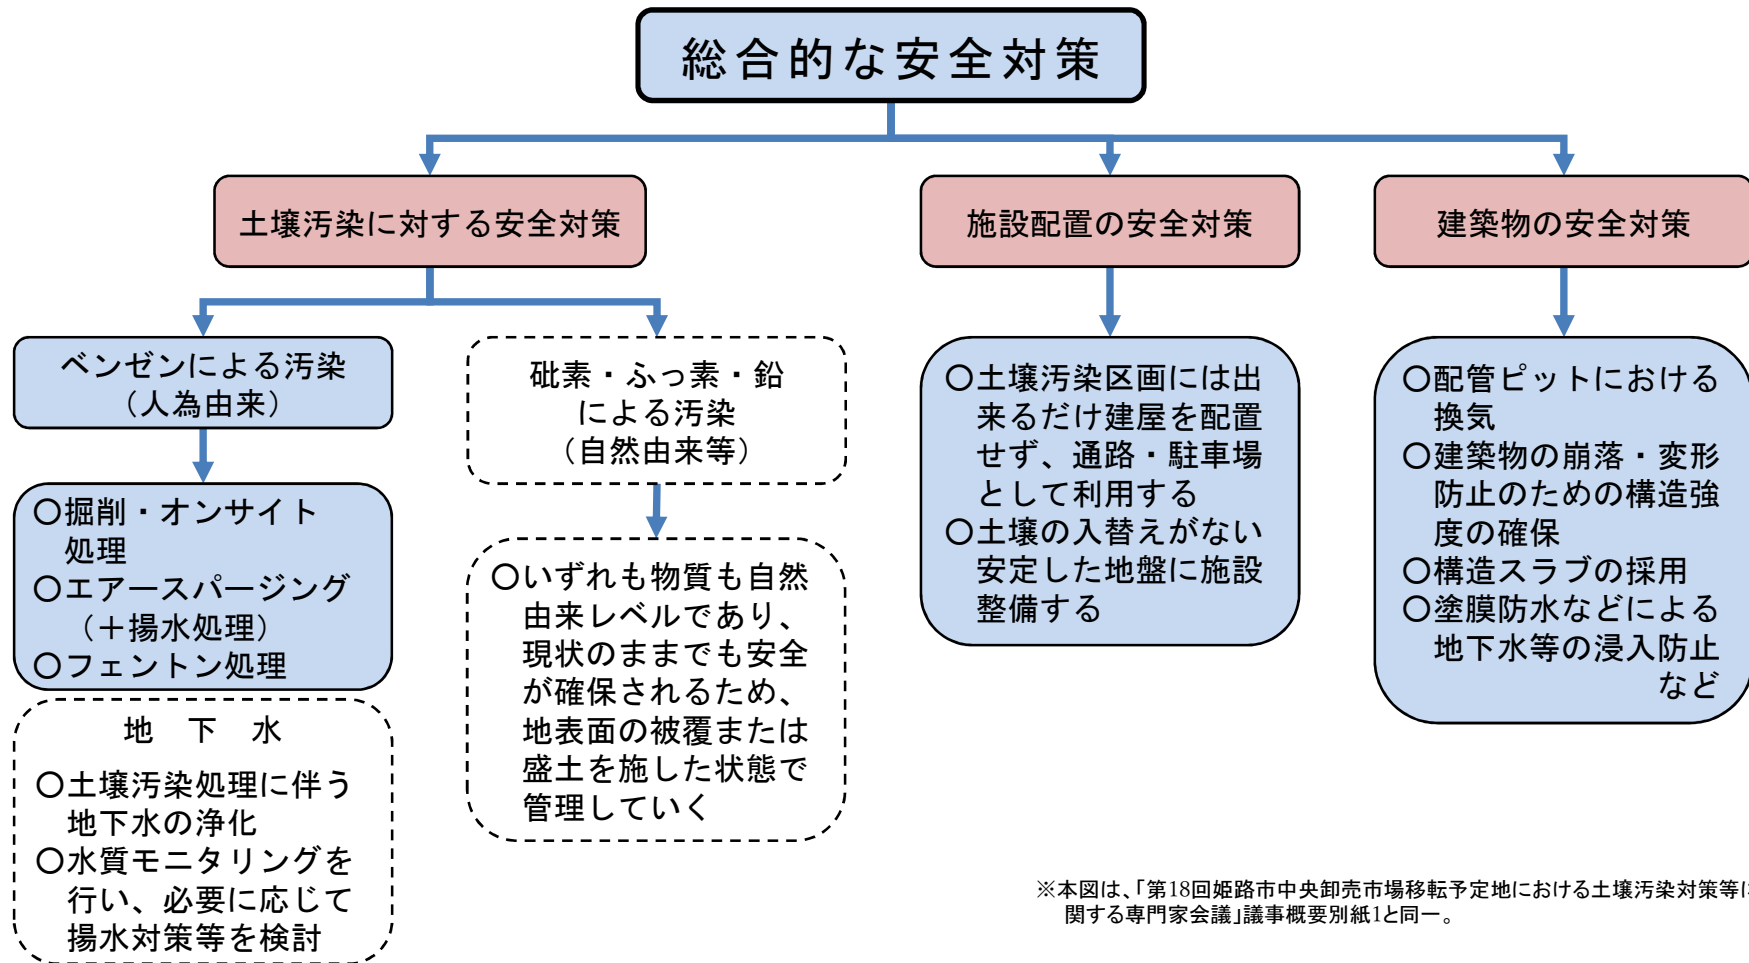 総合的な安全対策
土壌汚染に対する安全対策
施設配置の安全対策
建築物の安全対策
ベンゼンによる汚染
（人為由来）
砒素・ふっ素・鉛
による汚染
（自然由来等）
○掘削・オンサイト
処理
○エアースパージング
（＋揚水処理）
○フェントン処理
地　下　水
○土壌汚染処理に伴う
地下水の浄化
○水質モニタリングを
行い、必要に応じて
揚水対策等を検討
○いずれも物質も自然
由来レベルであり、
現状のままでも安全
が確保されるため、
地表面の被覆または
盛土を施した状態で
管理していく
○土壌汚染区画には出
来るだけ建屋を配置
せず、通路・駐車場
として利用する
○土壌の入替えがない
安定した地盤に施設
整備する
○配管ピットにおける
換気
○建築物の崩落・変形
防止のための構造強
度の確保
○構造スラブの採用
○塗膜防水などによる
地下水等の浸入防止
など
※本図は、「第18回姫路市中央卸売市場移転予定地における土壌汚染対策等に
関する専門家会議」議事概要別紙1と同一。